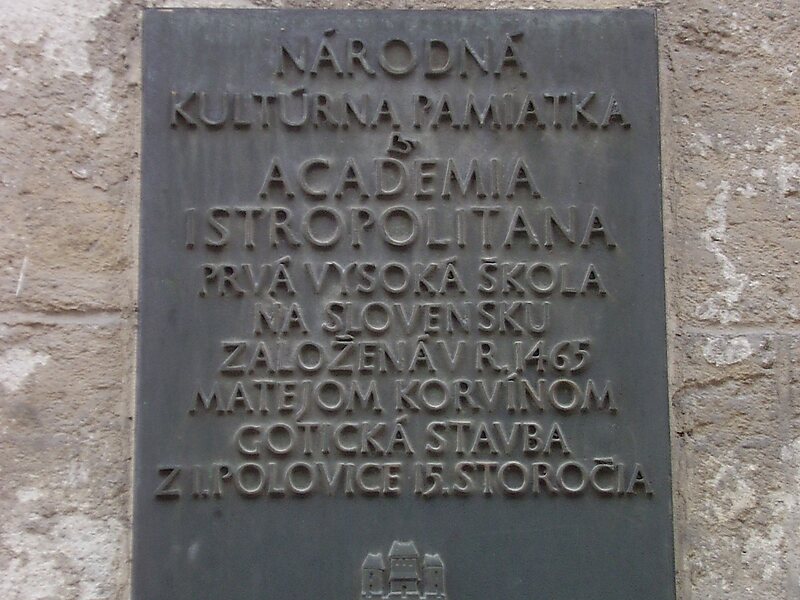 NÁRODNÁ
KULTÚRNA PAMIATKA
ACADEMIA
ISTROPOLITANA
PRVÁ VYSOKÁ ŠKOLA
NA SLOVENSKU
ZALOŽENÁ V R. 1465
MATEJOM KORVÍNOM
GOTICKÁ STAVBA
Z 1. POLOVICE 15. STOROČIA